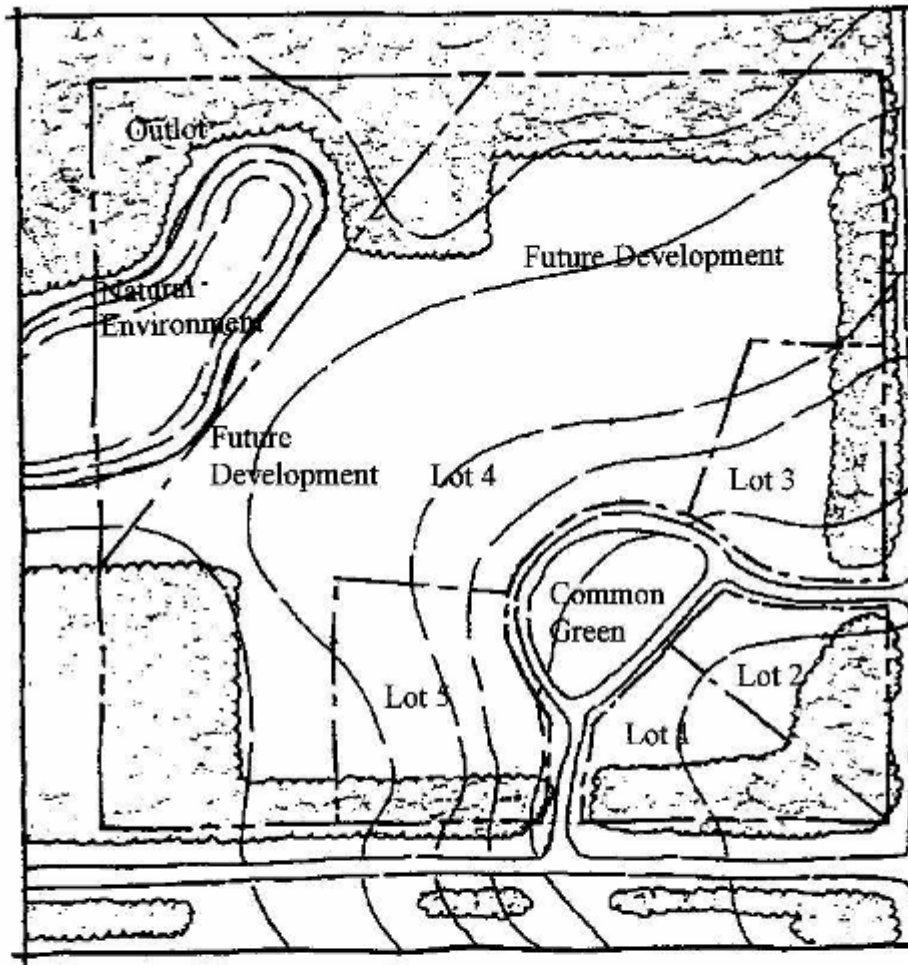 Outlot
Future Development
Natural
Environment
Future
Development
Lot 4
Lot 3
Common
Green
Lot 2
Lot 5
Lot 1